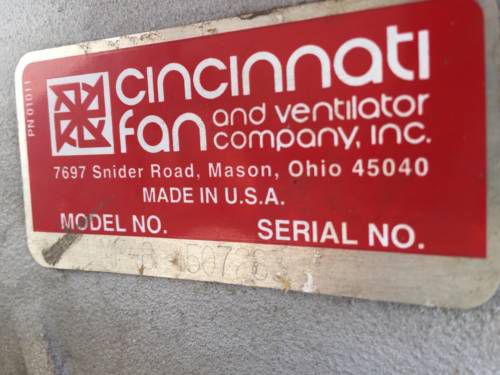 PN 01011
cincinnati
fan and ventilator
company, inc.
7697 Snider Road, Mason, Ohio 45040
MADE IN U.S.A.
MODEL NO. SERIAL NO.